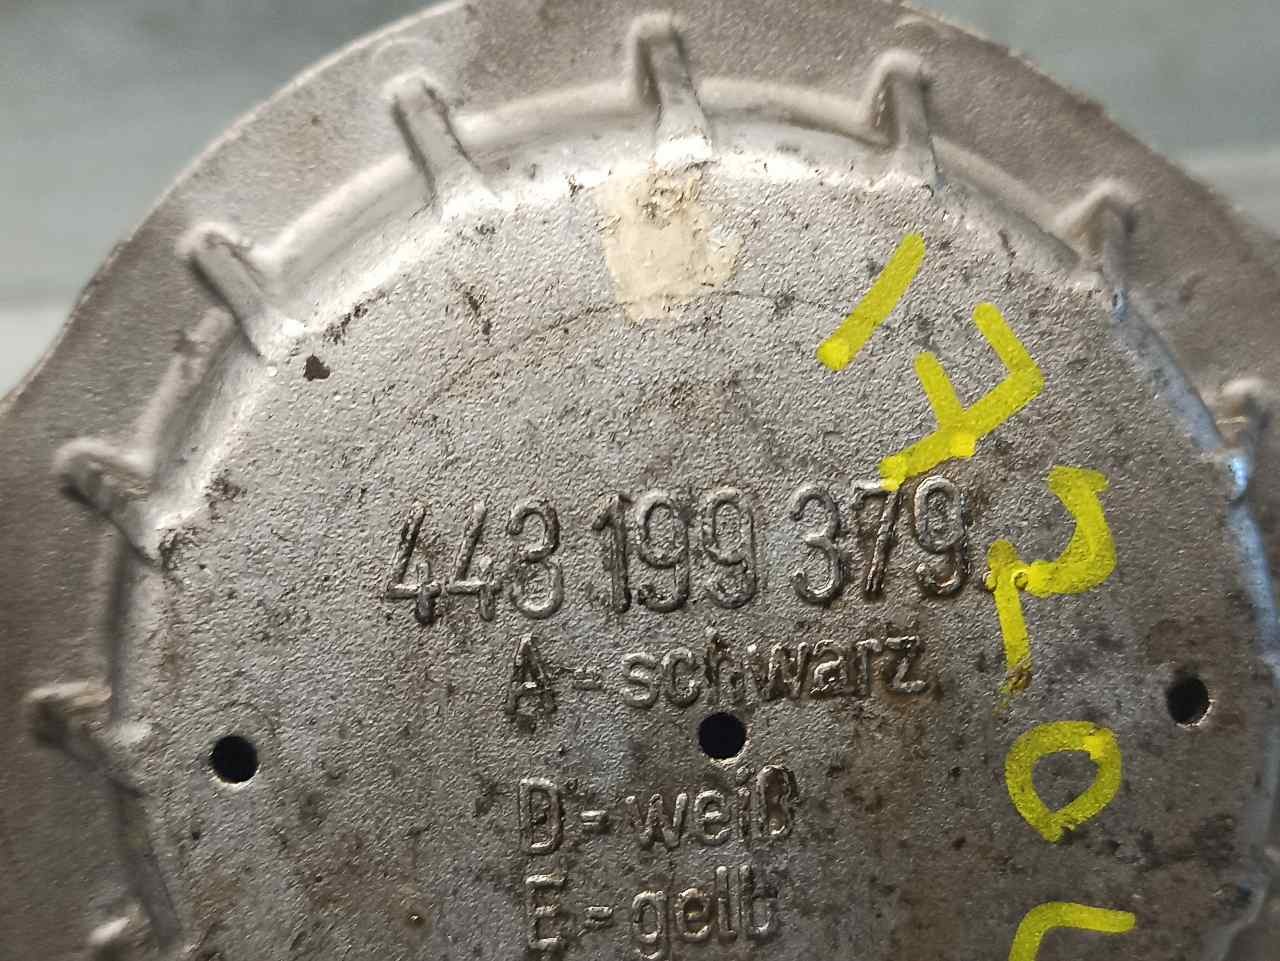 443 199 379
A = schwarz
D = weiß
E = gelb